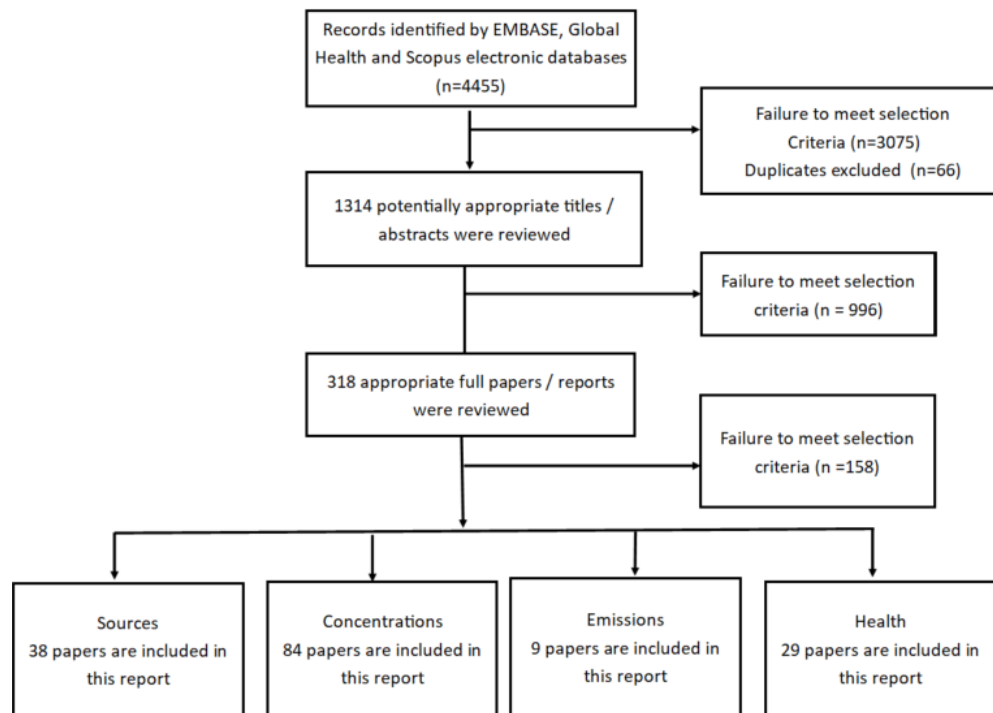 Records identified by EMBASE, Global
Health and Scopus electronic databases
(n=4455)
Failure to meet selection
Criteria (n=3075)
Duplicates excluded (n=66)
1314 potentially appropriate titles /
abstracts were reviewed
Failure to meet selection
criteria (n = 996)
318 appropriate full papers / reports
were reviewed
Failure to meet selection
criteria (n =158)
Sources
38 papers are included in
this report
Concentrations
84 papers are included in
this report
Emissions
9 papers are included in
this report
Health
29 papers are included in
this report